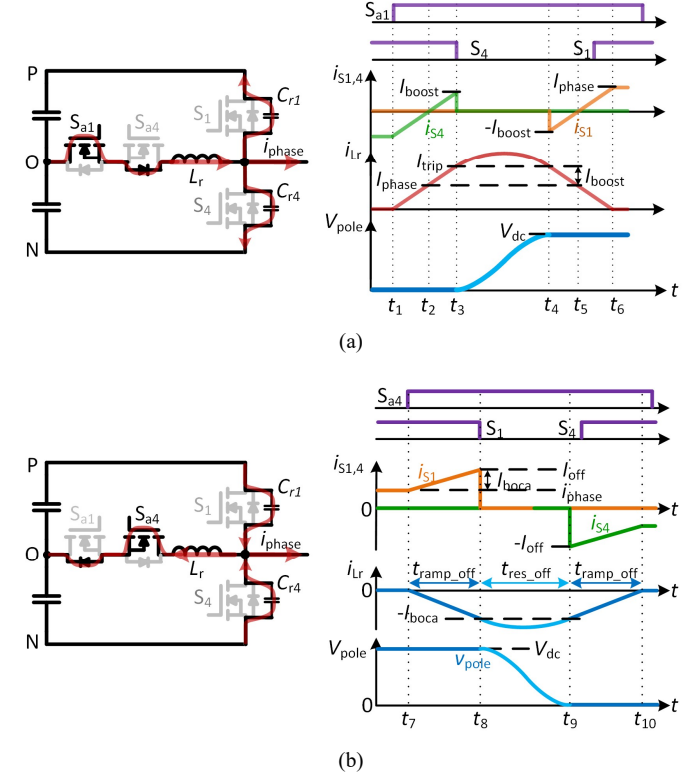 P
O
N
Sa1
Sa4
S1
S4
Cr1
Cr4
Lr
iphase
Sa1
S4
S1
iS1,4
Iboost
iS4
-Iboost
Iphase
iS1
iLr
Itrip
Iphase
Iboost
Vpole
Vdc
t
t1 t2 t3 t4 t5 t6
(a)
P
O
N
Sa1
Sa4
S1
S4
Cr1
Cr4
Lr
iphase
Sa4
S1
S4
iS1,4
iS1
Ioff
Iboca
iphase
0
iS4
-Ioff
iLr
tramp_off tres_off tramp_off
0
t
-Iboca
Vpole
vpole
Vdc
0
t
t7 t8 t9 t10
(b)